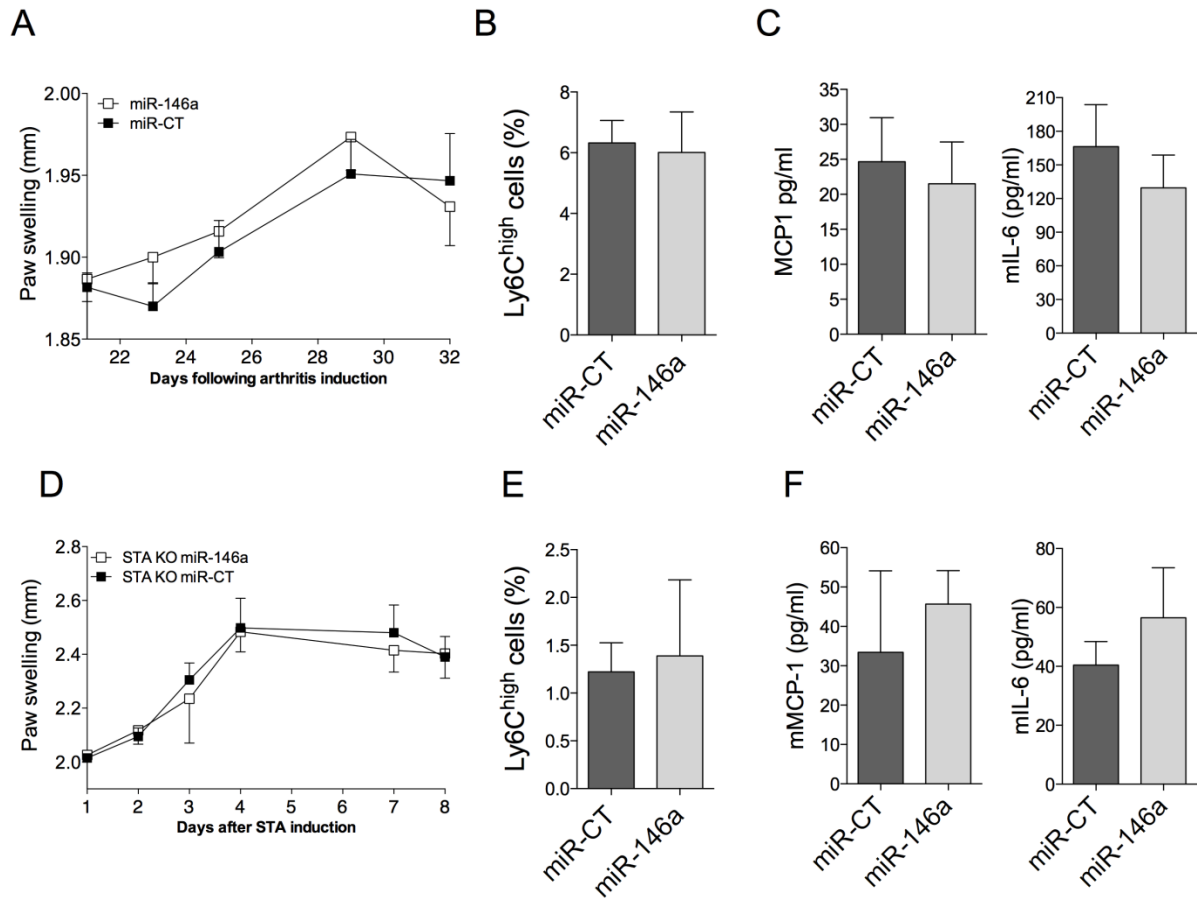 A
B
C
2.00
1.95
1.90
1.85
Paw swelling (mm)
miR-146a
miR-CT
22 24 26 28 30 32
Days following arthritis induction
8
6
4
2
0
Ly6C^high cells (%)
miR-CT
miR-146a
35
30
25
20
15
10
5
0
MCP1 pg/ml
miR-CT
miR-146a
210
180
150
120
90
60
30
0
mIL-6 (pg/ml)
miR-CT
miR-146a
D
E
F
2.8
2.6
2.4
2.2
2.0
Paw swelling (mm)
STA KO miR-146a
STA KO miR-CT
1 2 3 4 5 6 7 8
Days after STA induction
2.5
2.0
1.5
1.0
0.5
0.0
Ly6C^high cells (%)
miR-CT
miR-146a
60
50
40
30
20
10
0
mMCP-1 (pg/ml)
miR-CT
miR-146a
80
60
40
20
0
mIL-6 (pg/ml)
miR-CT
miR-146a